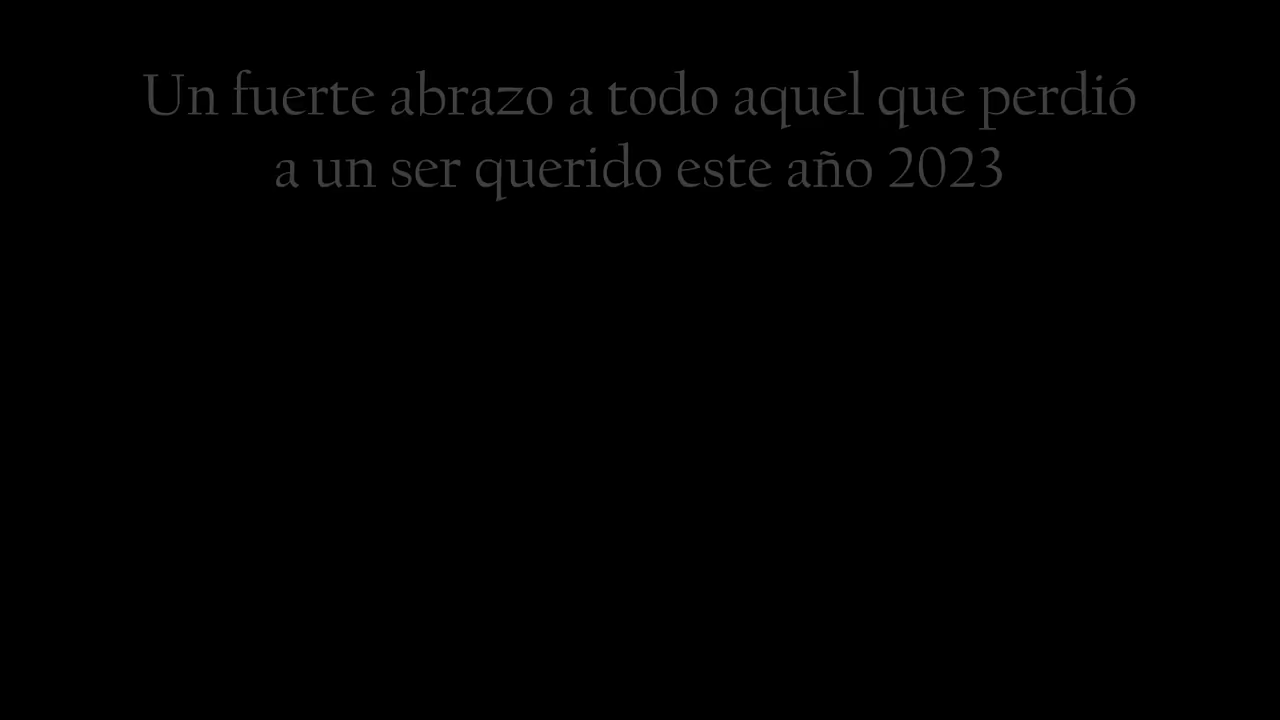 Un fuerte abrazo a todo aquel que perdió
a un ser querido este año 2023